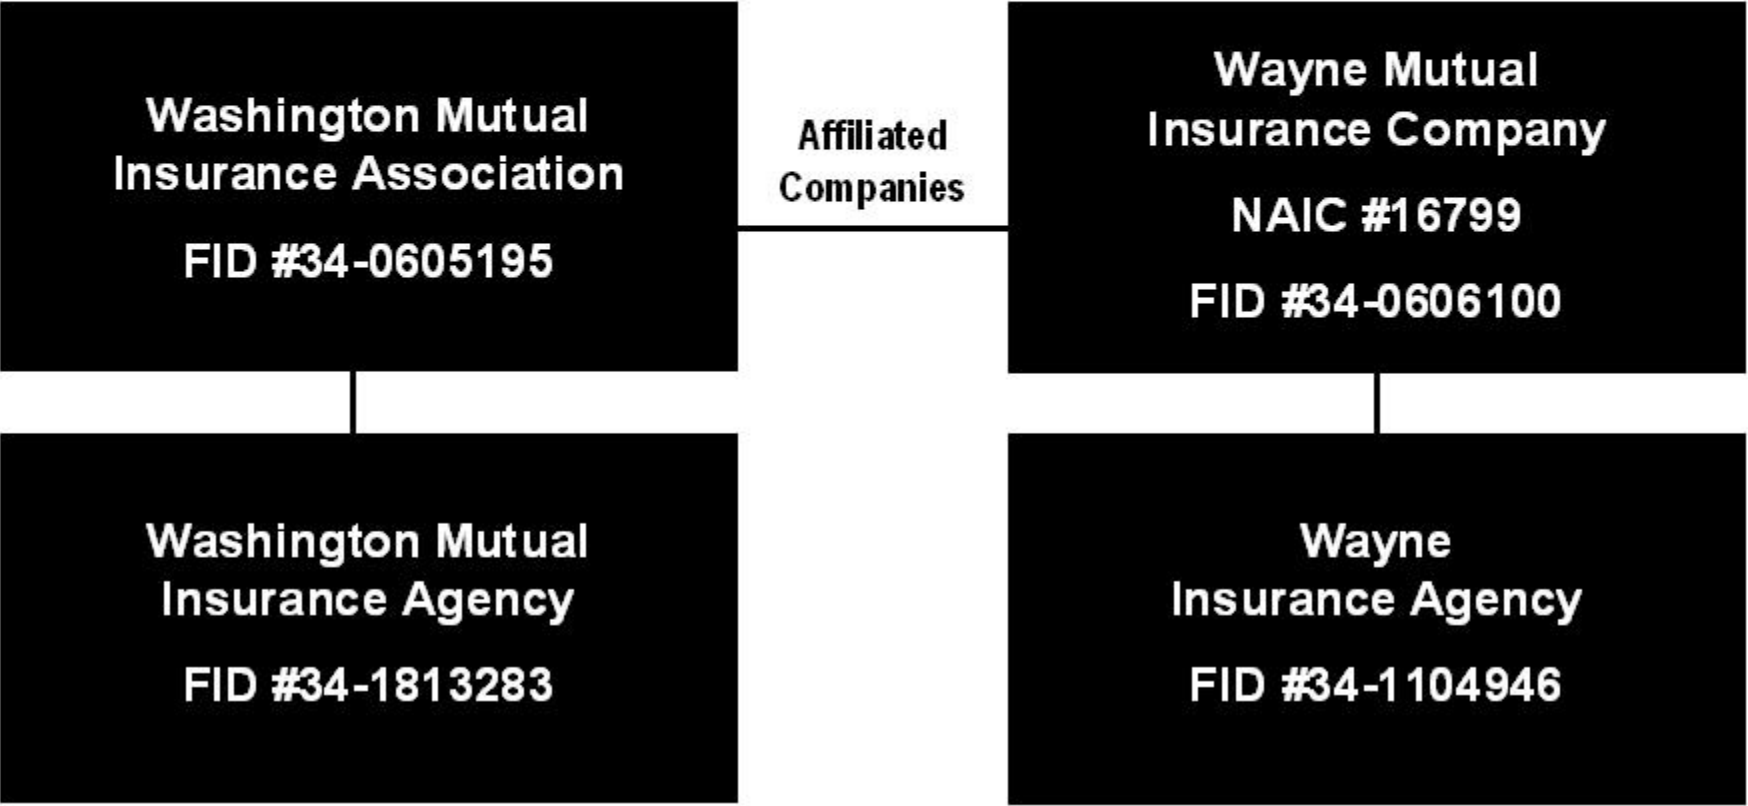 Washington Mutual
Insurance Association
FID #34-0605195
Affiliated
Companies
Wayne Mutual
Insurance Company
NAIC #16799
FID #34-0606100
Washington Mutual
Insurance Agency
FID #34-1813283
Wayne
Insurance Agency
FID #34-1104946